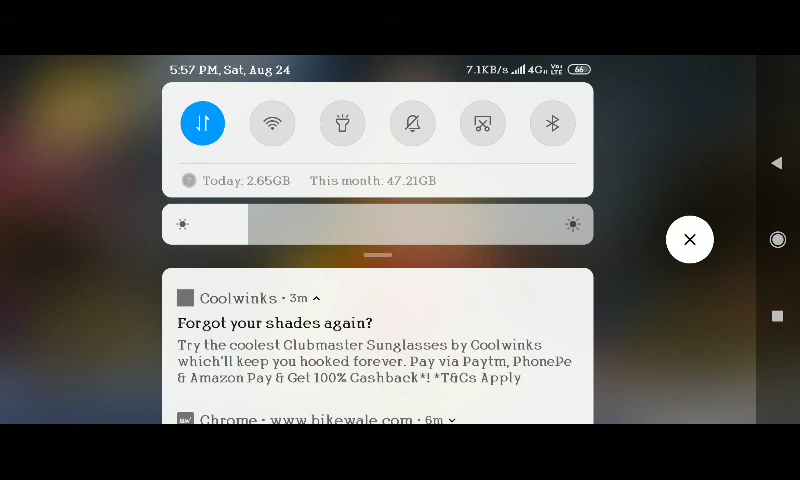 5:57 PM, Sat, Aug 24
7.1KB/s 4G Vo LTE 66
Today: 2.65GB This month: 47.21GB
Coolwinks · 3m
Forgot your shades again?
Try the coolest Clubmaster Sunglasses by Coolwinks
which'll keep you hooked forever. Pay via Paytm, PhonePe
& Amazon Pay & Get 100% Cashback*! *T&Cs Apply
Chrome · www.bikewale.com · 6m